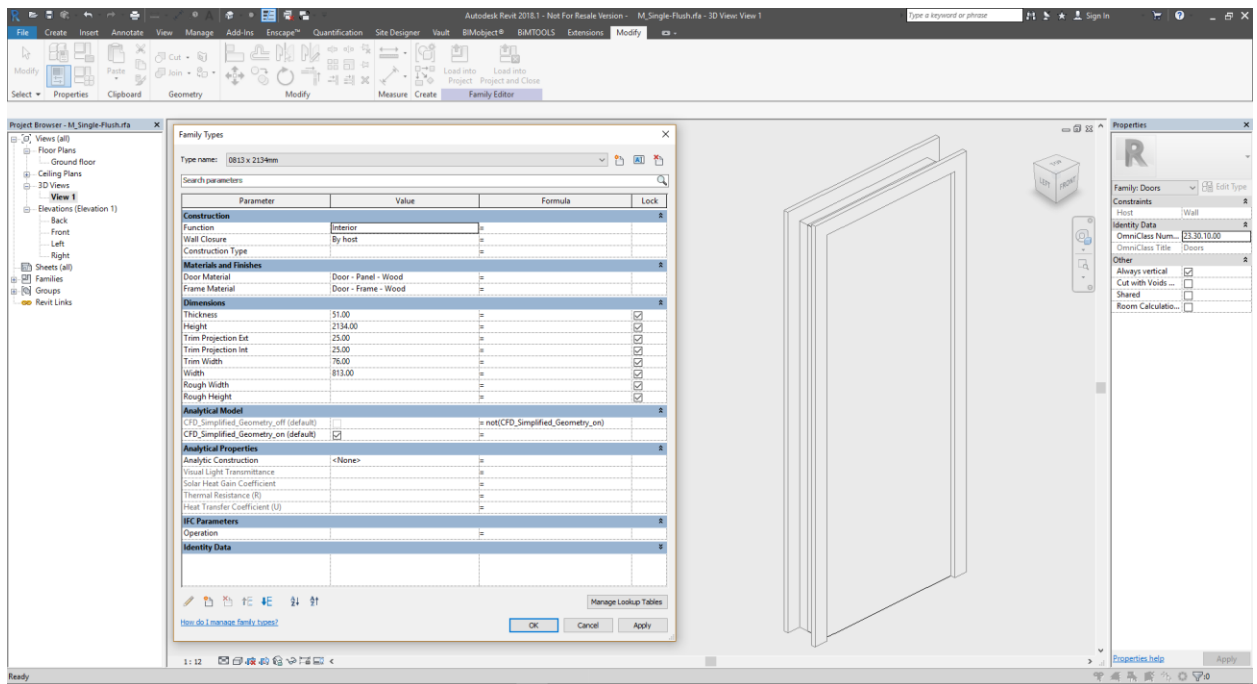 Autodesk Revit 2018.1 - Not For Resale Version - M_Single-Flush.rfa - 3D View: View 1
Type a keyword or phrase
Sign In
File Create Insert Annotate View Manage Add-Ins Enscape™ Quantification Site Designer Vault BIMobject® BiMTOOLS Extensions Modify
Modify
Paste
Cut
Join
Load into Project
Load into Project and Close
Select Properties Clipboard Geometry Modify Measure Create Family Editor
Project Browser - M_Single-Flush.rfa
Views (all)
Floor Plans
Ground floor
Ceiling Plans
3D Views
View 1
Elevations (Elevation 1)
Back
Front
Left
Right
Sheets (all)
Families
Groups
Revit Links
Family Types
Type name: 0813 x 2134mm
Search parameters
Parameter Value Formula Lock
Construction
Function Interior =
Wall Closure By host =
Construction Type =
Materials and Finishes
Door Material Door - Panel - Wood =
Frame Material Door - Frame - Wood =
Dimensions
Thickness 51.00 =
Height 2134.00 =
Trim Projection Ext 25.00 =
Trim Projection Int 25.00 =
Trim Width 76.00 =
Width 813.00 =
Rough Width =
Rough Height =
Analytical Model
CFD_Simplified_Geometry_off (default) = not(CFD_Simplified_Geometry_on)
CFD_Simplified_Geometry_on (default) =
Analytical Properties
Analytic Construction <None> =
Visual Light Transmittance =
Solar Heat Gain Coefficient =
Thermal Resistance (R) =
Heat Transfer Coefficient (U) =
IFC Parameters
Operation =
Identity Data
Manage Lookup Tables
How do I manage family types?
OK Cancel Apply
TOP
LEFT FRONT
Properties
R
Family: Doors Edit Type
Constraints
Host Wall
Identity Data
OmniClass Num... 23.30.10.00
OmniClass Title Doors
Other
Always vertical
Cut with Voids ...
Shared
Room Calculatio...
Properties help Apply
1 : 12
Ready
:0